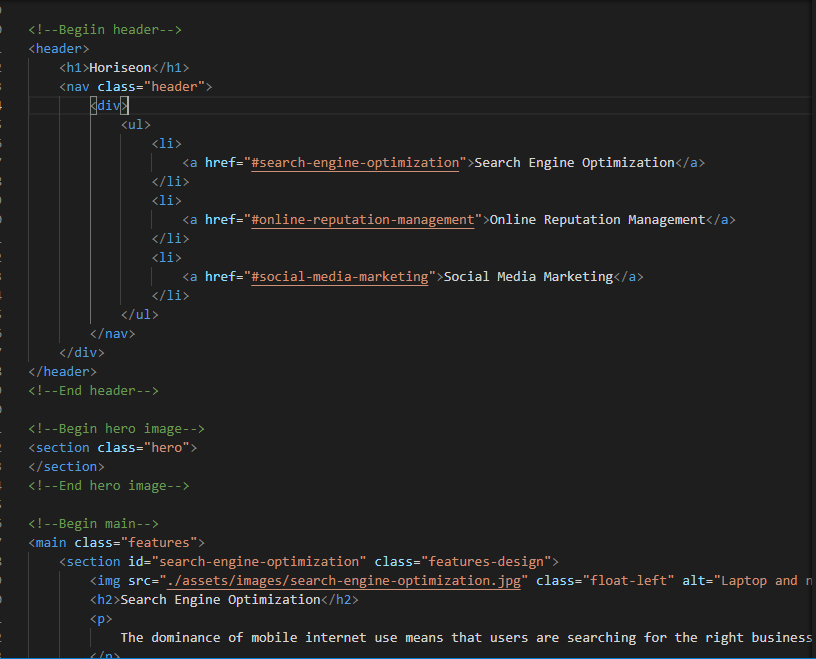 <!--Begiin header-->
<header>
<h1>Horiseon</h1>
<nav class="header">
<div>
<ul>
<li>
<a href="#search-engine-optimization">Search Engine Optimization</a>
</li>
<li>
<a href="#online-reputation-management">Online Reputation Management</a>
</li>
<li>
<a href="#social-media-marketing">Social Media Marketing</a>
</li>
</ul>
</nav>
</div>
</header>
<!--End header-->
<!--Begin hero image-->
<section class="hero">
</section>
<!--End hero image-->
<!--Begin main-->
<main class="features">
<section id="search-engine-optimization" class="features-design">
<img src="./assets/images/search-engine-optimization.jpg" class="float-left" alt="Laptop and
<h2>Search Engine Optimization</h2>
<p>
The dominance of mobile internet use means that users are searching for the right business
</p>